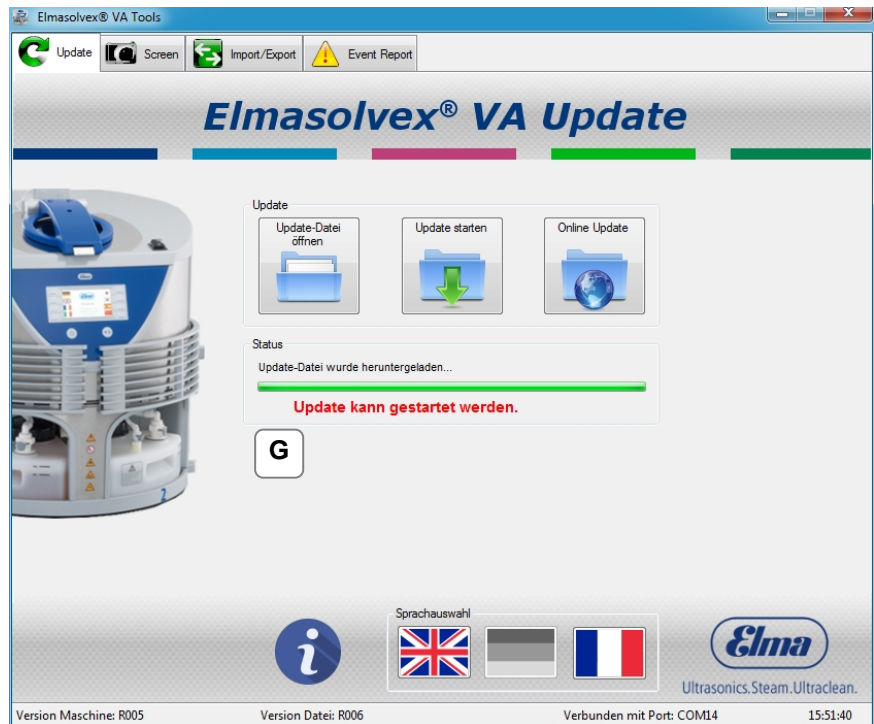 Elmasolvex® VA Tools
Update Screen Import/Export Event Report
Elmasolvex® VA Update
Update
Update-Datei öffnen
Update starten
Online Update
Status
Update-Datei wurde heruntergeladen...
Update kann gestartet werden.
G
2
Sprachauswahl
i
Elma
Ultrasonics.Steam.Ultraclean.
Version Maschine: R005 Version Datei: R006 Verbunden mit Port: COM14 15:51:40